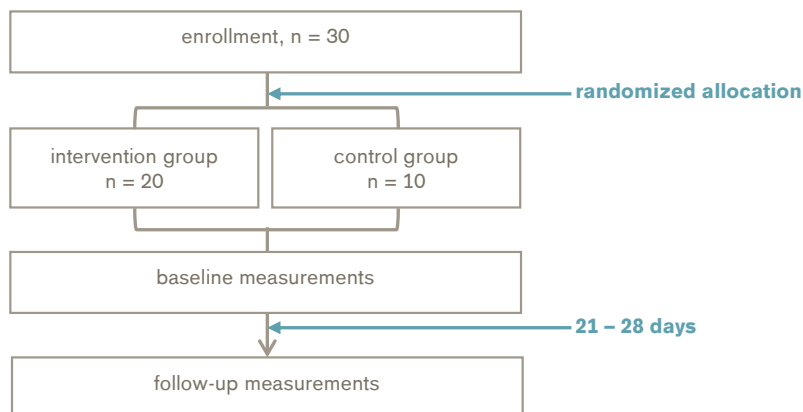 enrollment, n = 30
randomized allocation
intervention group
n = 20
control group
n = 10
baseline measurements
21 – 28 days
follow-up measurements